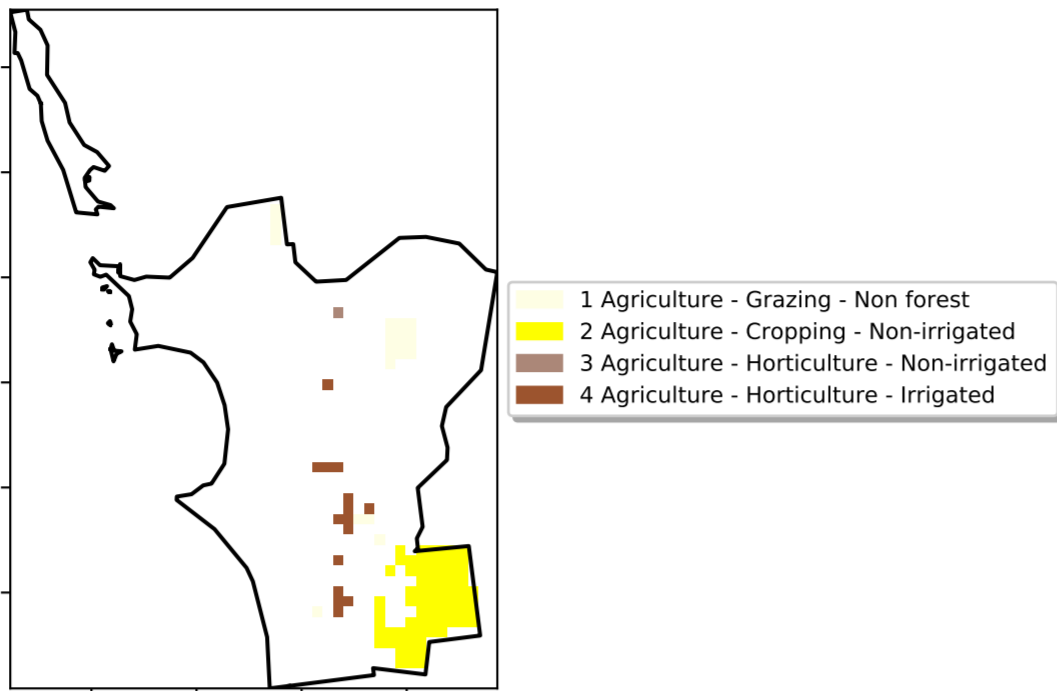 1 Agriculture - Grazing - Non forest
2 Agriculture - Cropping - Non-irrigated
3 Agriculture - Horticulture - Non-irrigated
4 Agriculture - Horticulture - Irrigated